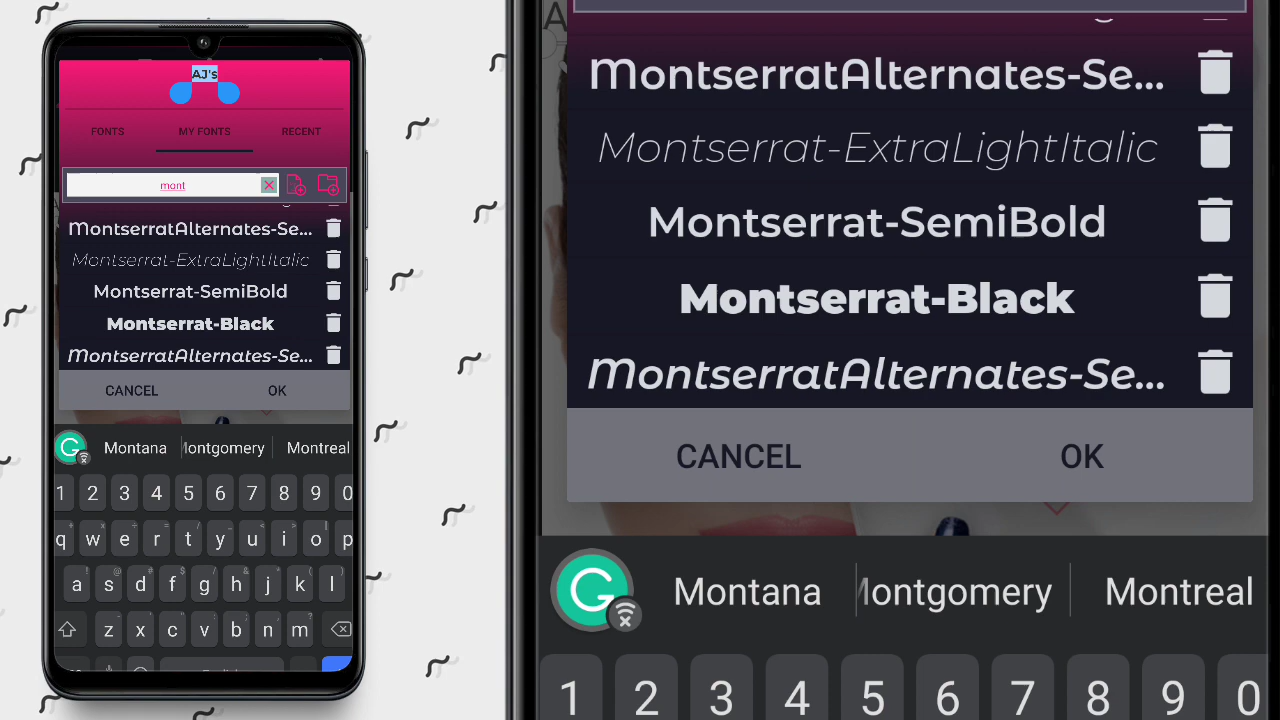 AJ's
FONTS
MY FONTS
RECENT
mont
MontserratAlternates-Se...
Montserrat-ExtraLightItalic
Montserrat-SemiBold
Montserrat-Black
MontserratAlternates-Se...
CANCEL
OK
Montana
Montgomery
Montreal
1 2 3 4 5 6 7 8 9 0
q w e r t y u i o p
a s d f g h j k l
z x c v b n m
MontserratAlternates-Se...
Montserrat-ExtraLightItalic
Montserrat-SemiBold
Montserrat-Black
MontserratAlternates-Se...
CANCEL
OK
Montana
Montgomery
Montreal
1 2 3 4 5 6 7 8 9 0